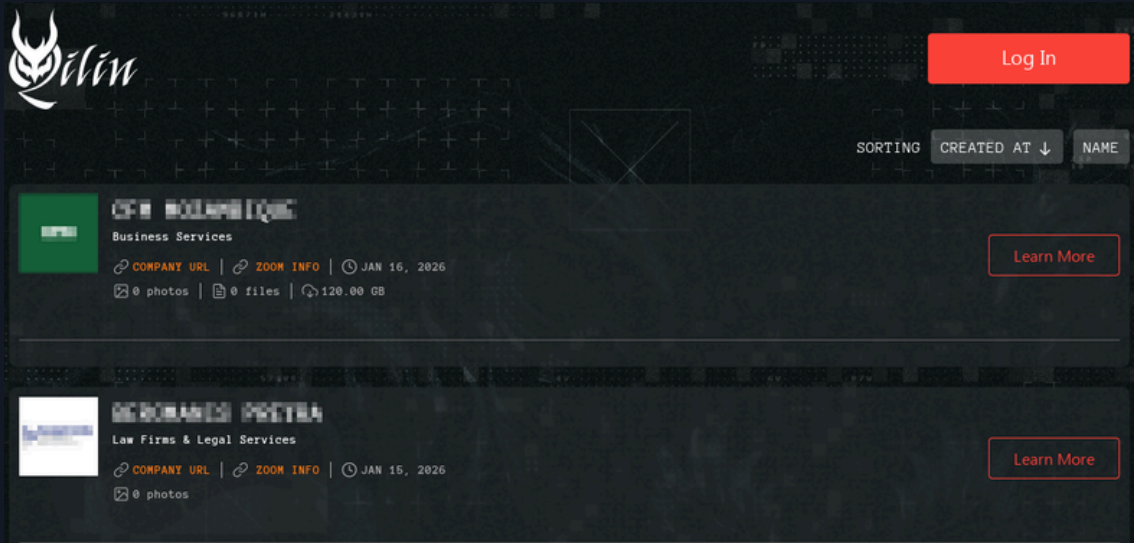 Qilin
Log In
SORTING CREATED AT ↓ NAME
Business Services
COMPANY URL | ZOOM INFO | JAN 16, 2026
0 photos | 0 files | 120.00 GB
Learn More
Law Firms & Legal Services
COMPANY URL | ZOOM INFO | JAN 15, 2026
0 photos
Learn More